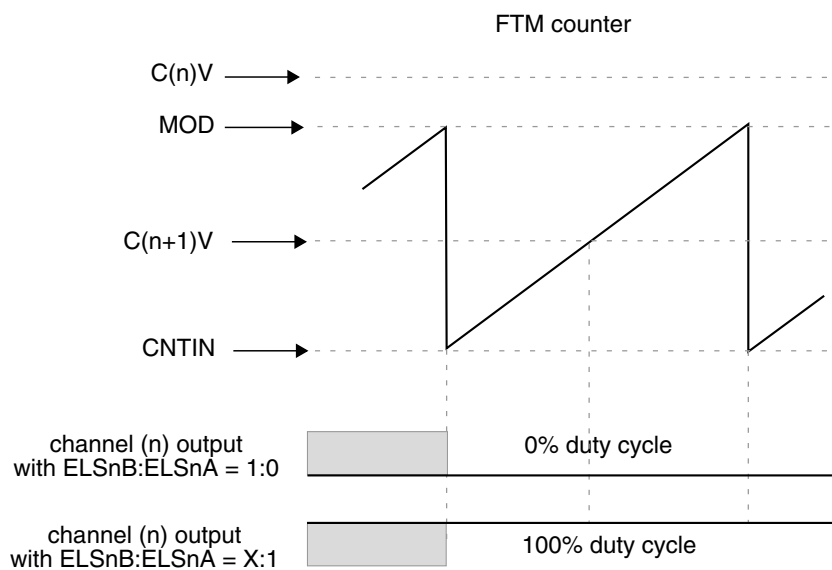 FTM counter
C(n)V
MOD
C(n+1)V
CNTIN
channel (n) output
with ELSnB:ELSnA = 1:0
0% duty cycle
channel (n) output
with ELSnB:ELSnA = X:1
100% duty cycle